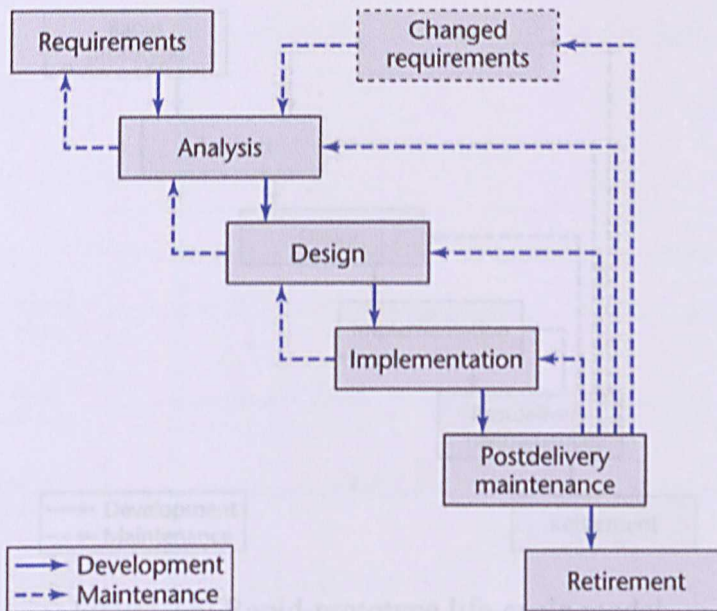 Requirements
Changed
requirements
Analysis
Design
Implementation
Postdelivery
maintenance
Development
Maintenance
Retirement